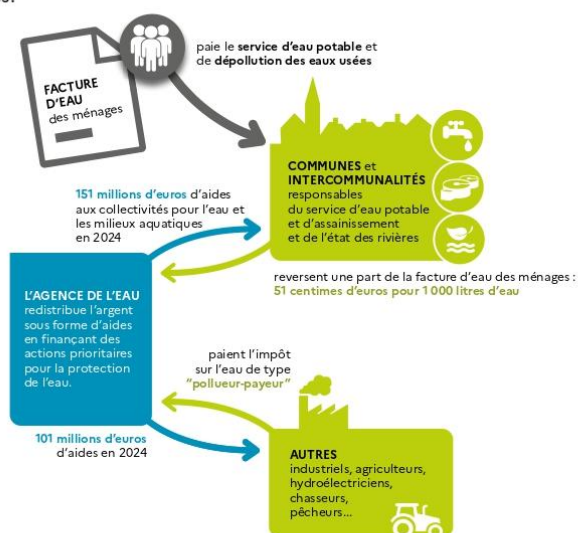 FACTURE
D'EAU
des ménages
paie le service d'eau potable et
de dépollution des eaux usées
COMMUNES et
INTERCOMMUNALITÉS
responsables
du service d'eau potable
et d'assainissement
et de l'état des rivières
151 millions d'euros d'aides
aux collectivités pour l'eau et
les milieux aquatiques
en 2024
reversent une part de la facture d'eau des ménages :
51 centimes d'euros pour 1 000 litres d'eau
L'AGENCE DE L'EAU
redistribue l'argent
sous forme d'aides
en finançant des
actions prioritaires
pour la protection
de l'eau.
paient l'impôt
sur l'eau de type
"pollueur-payeur"
101 millions d'euros
d'aides en 2024
AUTRES
industriels, agriculteurs,
hydroélectriciens,
chasseurs,
pêcheurs...